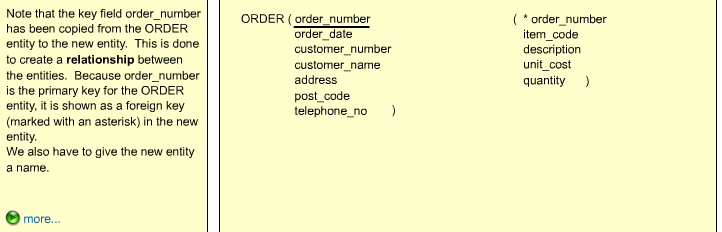 Note that the key field order_number
has been copied from the ORDER
entity to the new entity.  This is done
to create a relationship between
the entities.  Because order_number
is the primary key for the ORDER
entity, it is shown as a foreign key
(marked with an asterisk) in the new
entity.
We also have to give the new entity
a name.
more...
ORDER ( order_number
order_date
customer_number
customer_name
address
post_code
telephone_no )
( * order_number
item_code
description
unit_cost
quantity )